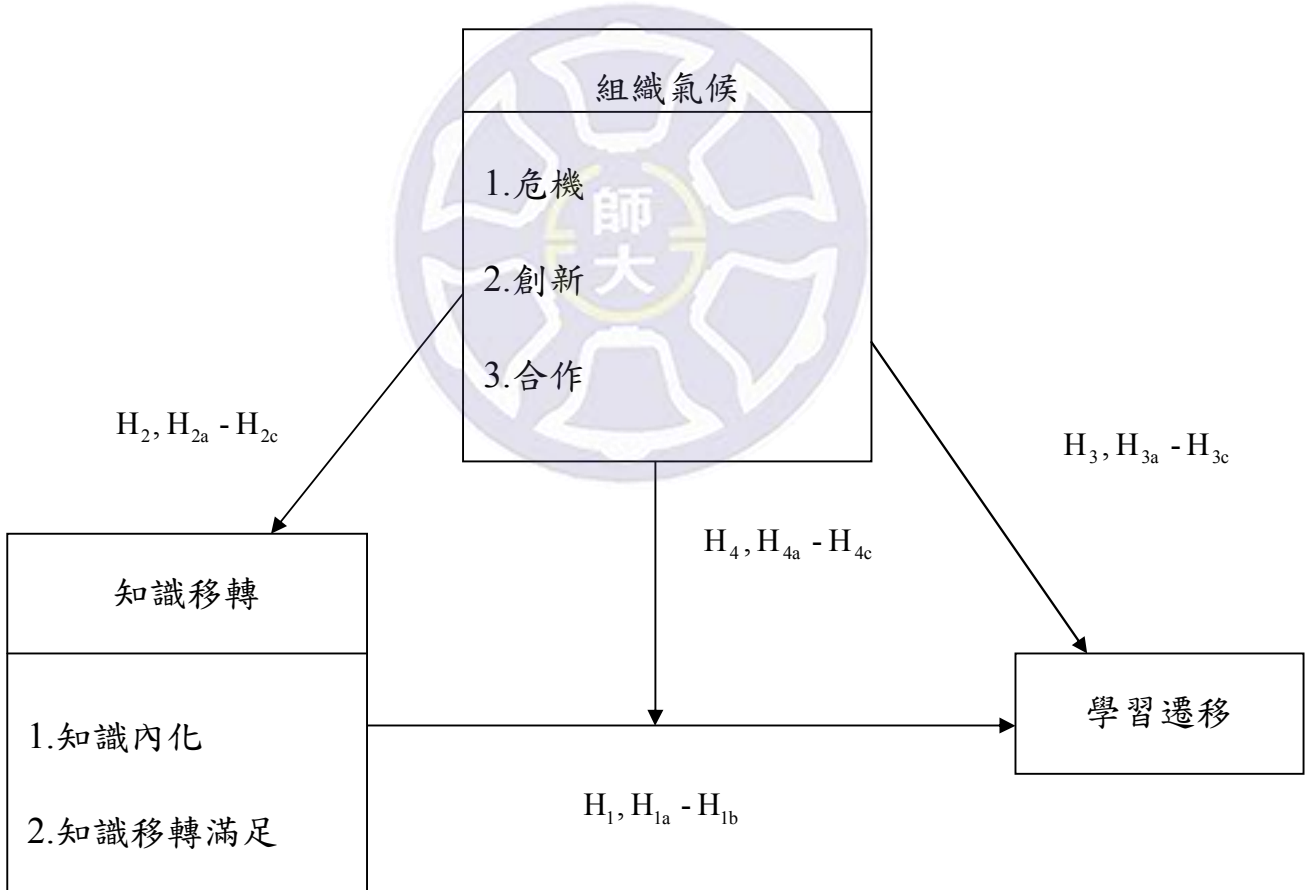 組織氣候
1.危機
師大
2.創新
3.合作
H2, H2a - H2c
H3, H3a - H3c
H4, H4a - H4c
知識移轉
學習遷移
1.知識內化
H1, H1a - H1b
2.知識移轉滿足